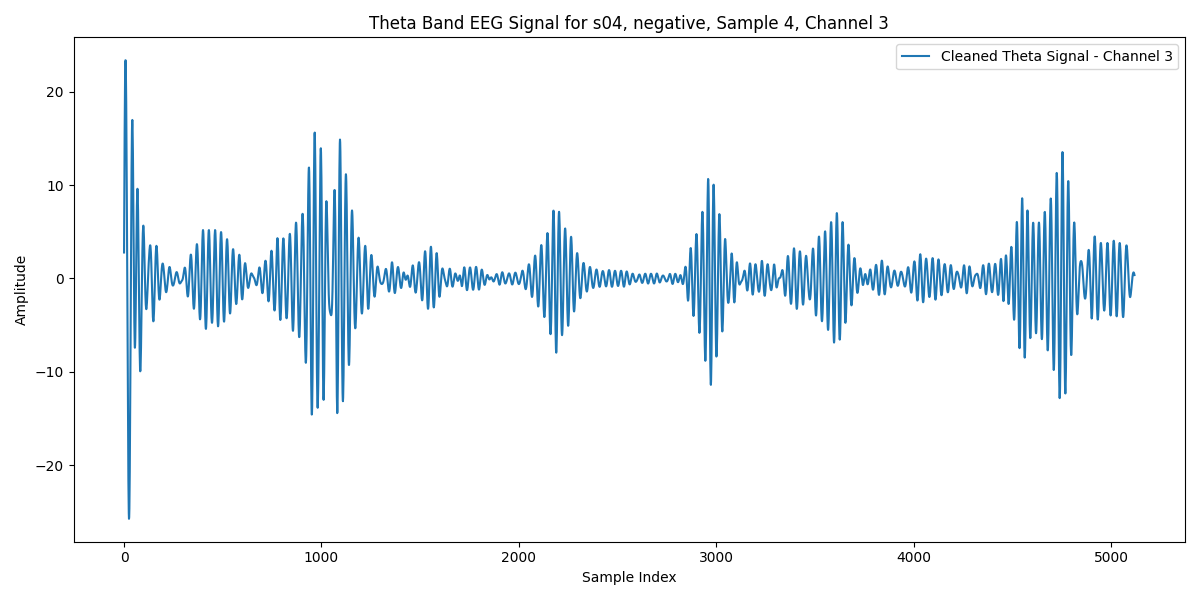 Theta Band EEG Signal for s04, negative, Sample 4, Channel 3
Cleaned Theta Signal - Channel 3
Amplitude
20
10
0
−10
−20
0 1000 2000 3000 4000 5000
Sample Index